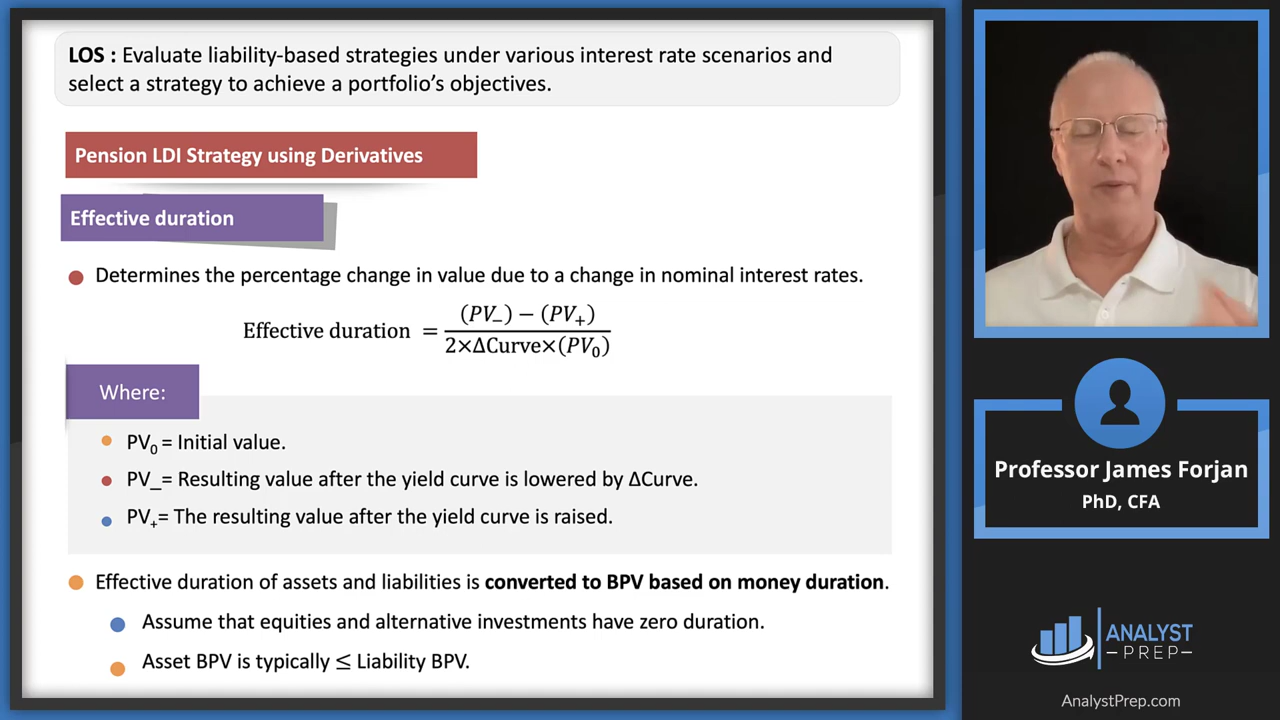 LOS : Evaluate liability-based strategies under various interest rate scenarios and
select a strategy to achieve a portfolio's objectives.
Pension LDI Strategy using Derivatives
Effective duration
Determines the percentage change in value due to a change in nominal interest rates.
Effective duration = (PV₋) − (PV₊) / 2×ΔCurve×(PV₀)
Where:
PV₀ = Initial value.
PV_= Resulting value after the yield curve is lowered by ΔCurve.
PV₊= The resulting value after the yield curve is raised.
Effective duration of assets and liabilities is converted to BPV based on money duration.
Assume that equities and alternative investments have zero duration.
Asset BPV is typically ≤ Liability BPV.
Professor James Forjan
PhD, CFA
ANALYST
–PREP–
AnalystPrep.com